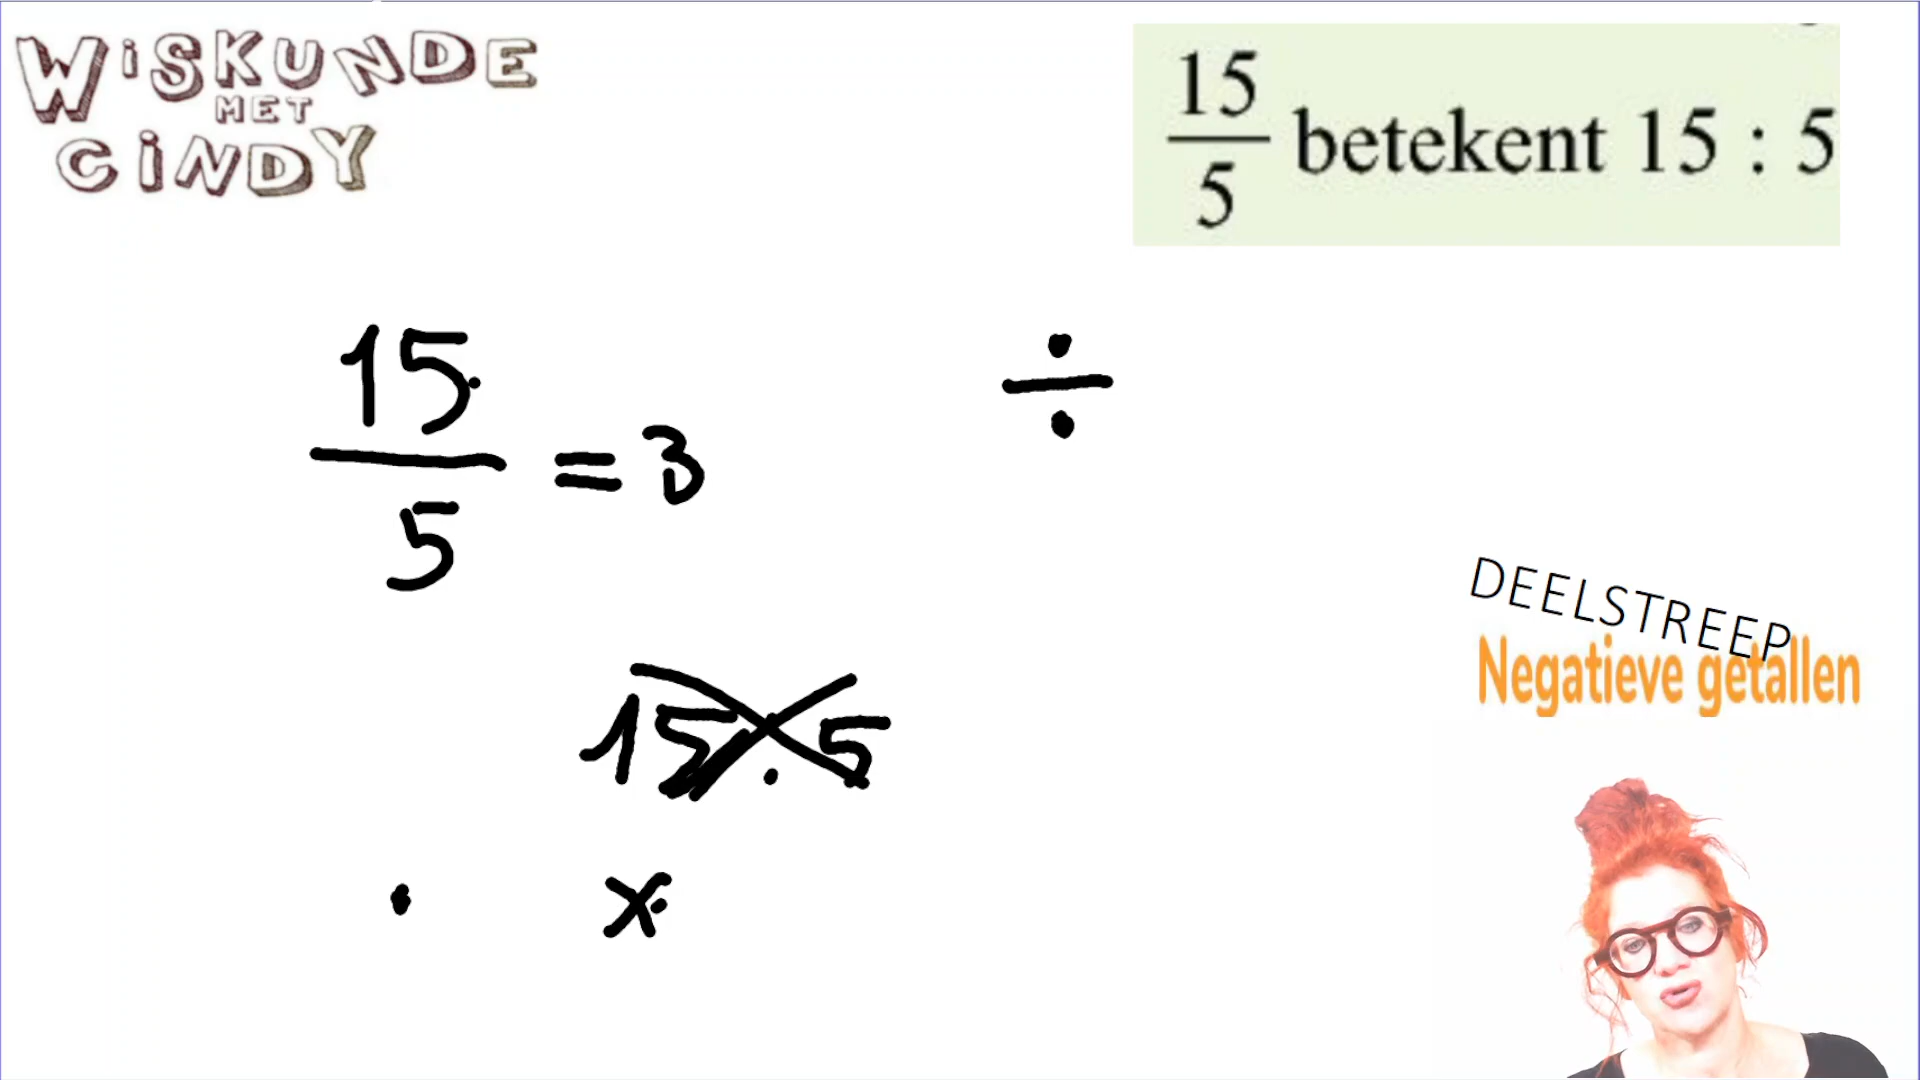 WiSKUNDE
MET
CiNDY
15
5
betekent 15 : 5
15
5
= 3
÷
DEELSTREEP
Negatieve getallen
15 . 5
. x